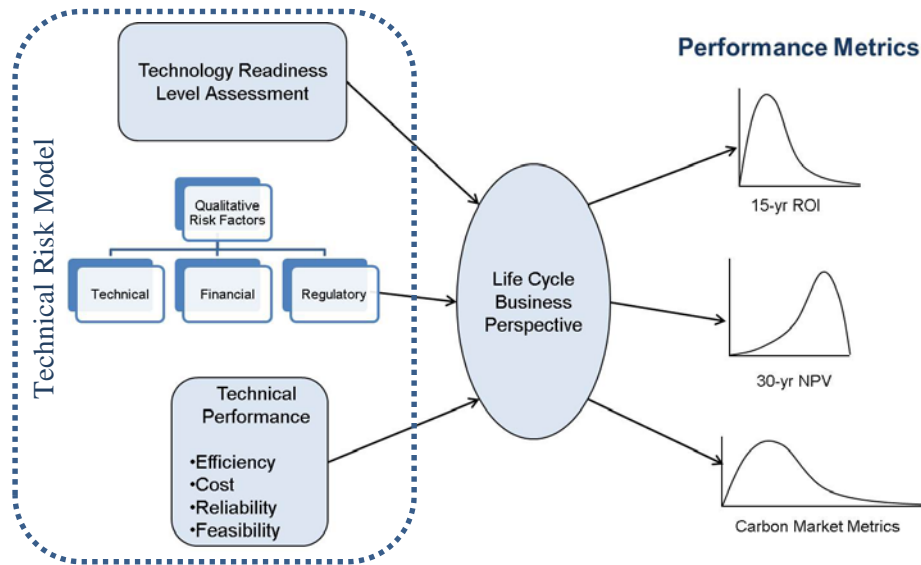 Technical Risk Model
Technology Readiness
Level Assessment
Qualitative
Risk Factors
Technical
Financial
Regulatory
Technical
Performance
•Efficiency
•Cost
•Reliability
•Feasibility
Life Cycle
Business
Perspective
Performance Metrics
15-yr ROI
30-yr NPV
Carbon Market Metrics